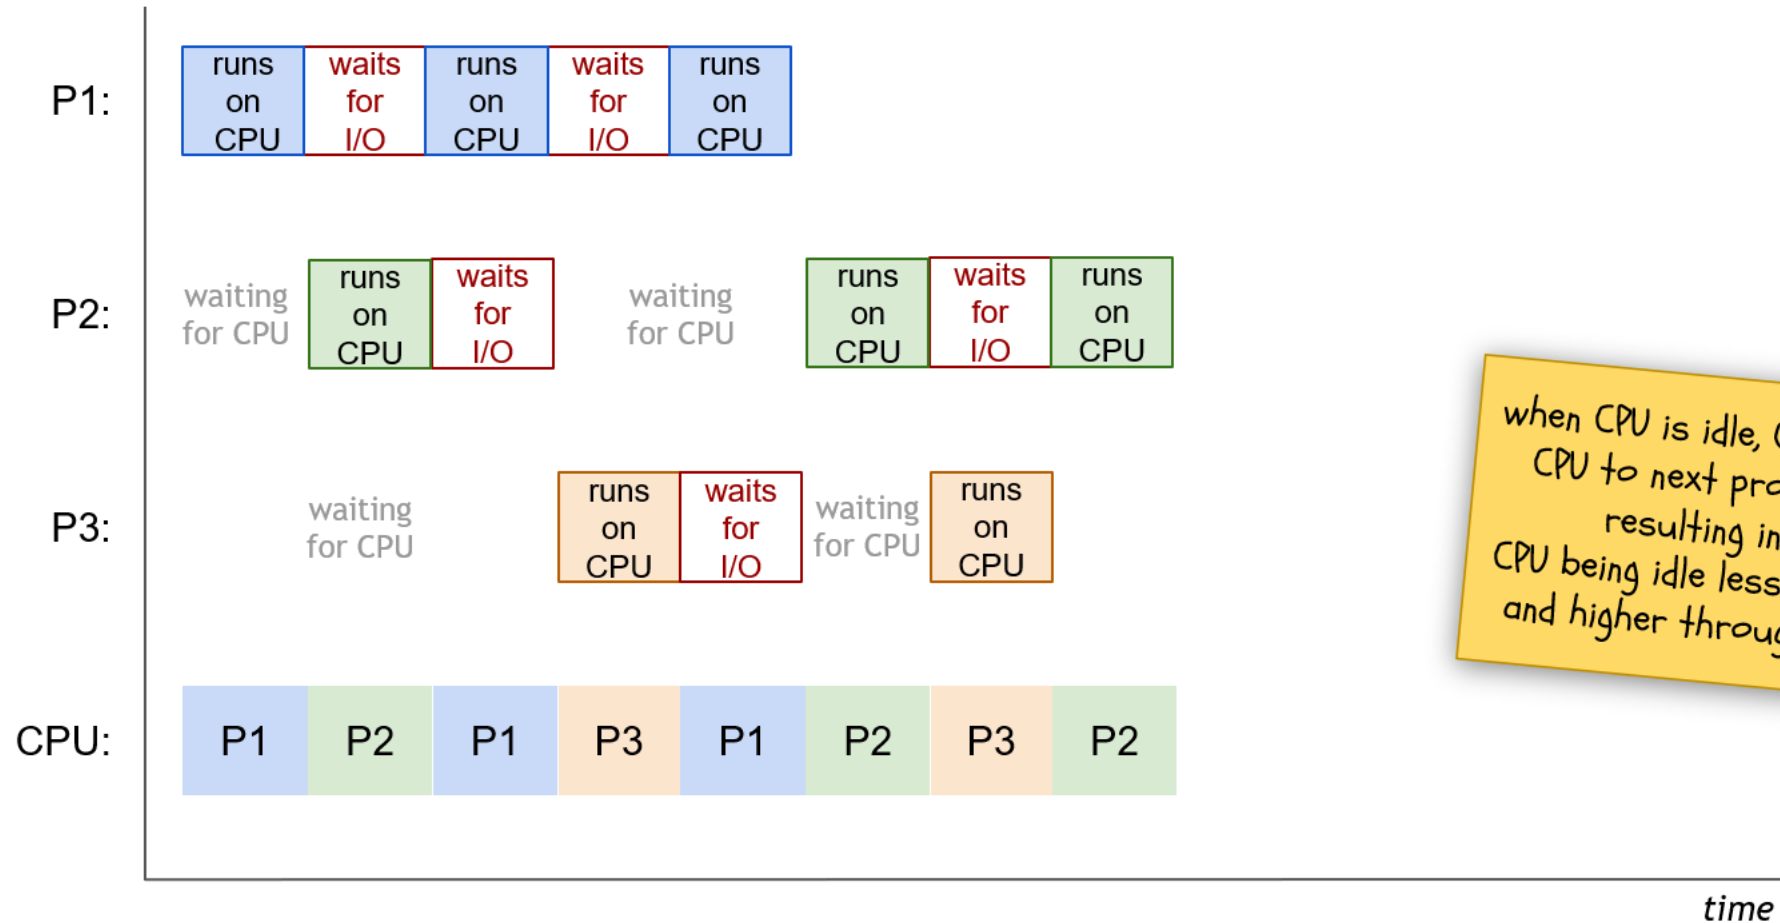 P1:
runs
on
CPU
waits
for
I/O
runs
on
CPU
waits
for
I/O
runs
on
CPU
P2:
waiting
for CPU
runs
on
CPU
waits
for
I/O
waiting
for CPU
runs
on
CPU
waits
for
I/O
runs
on
CPU
P3:
waiting
for CPU
runs
on
CPU
waits
for
I/O
waiting
for CPU
runs
on
CPU
when CPU is idle,
CPU to next
resulting in
CPU being idle less
and higher
CPU:
P1
P2
P1
P3
P1
P2
P3
P2
time